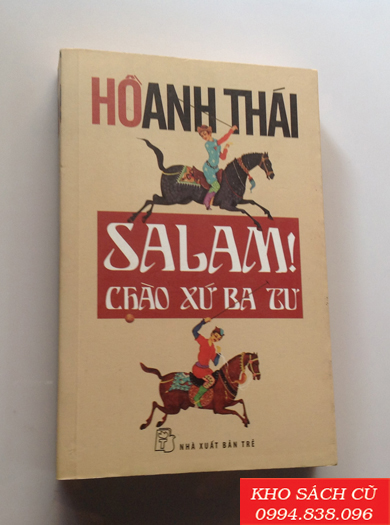 HỒ ANH THÁI
SALAM!
CHÀO XỨ BA TƯ
NHÀ XUẤT BẢN TRẺ
KHO SÁCH CŨ
0994.838.096